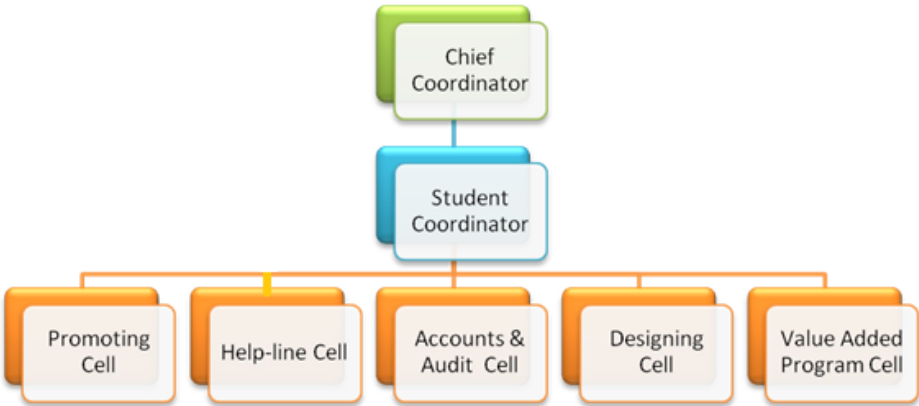 Chief
Coordinator
Student
Coordinator
Promoting
Cell
Help-line Cell
Accounts &
Audit Cell
Designing
Cell
Value Added
Program Cell